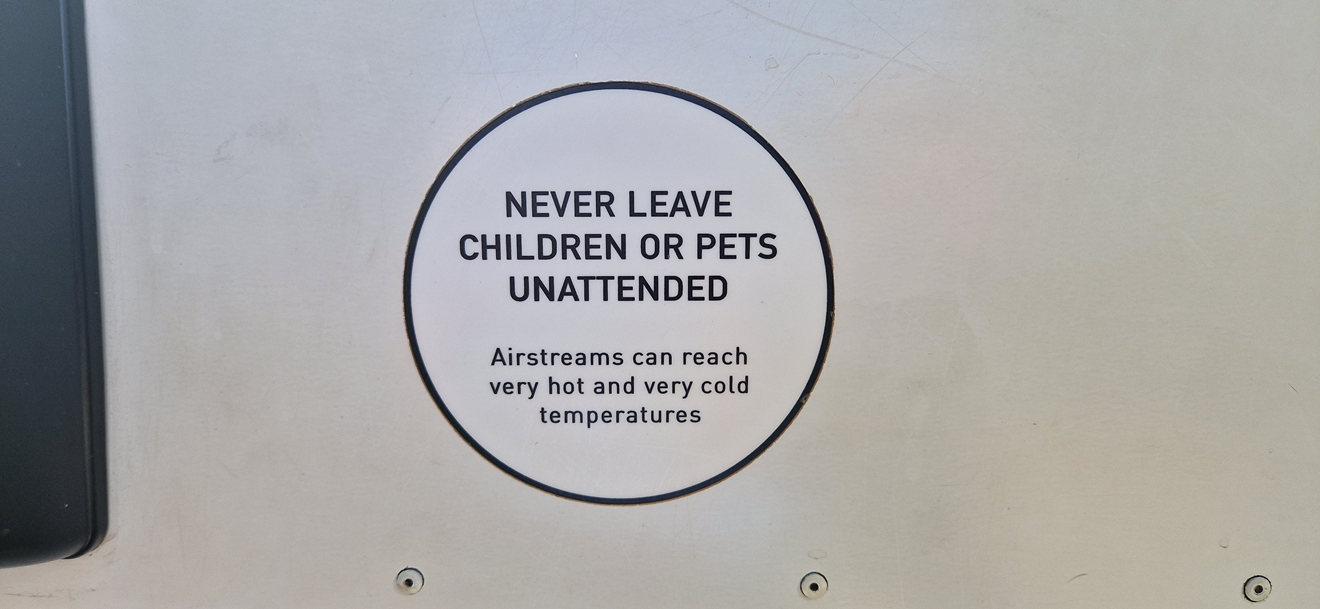 NEVER LEAVE
CHILDREN OR PETS
UNATTENDED
Airstreams can reach
very hot and very cold
temperatures